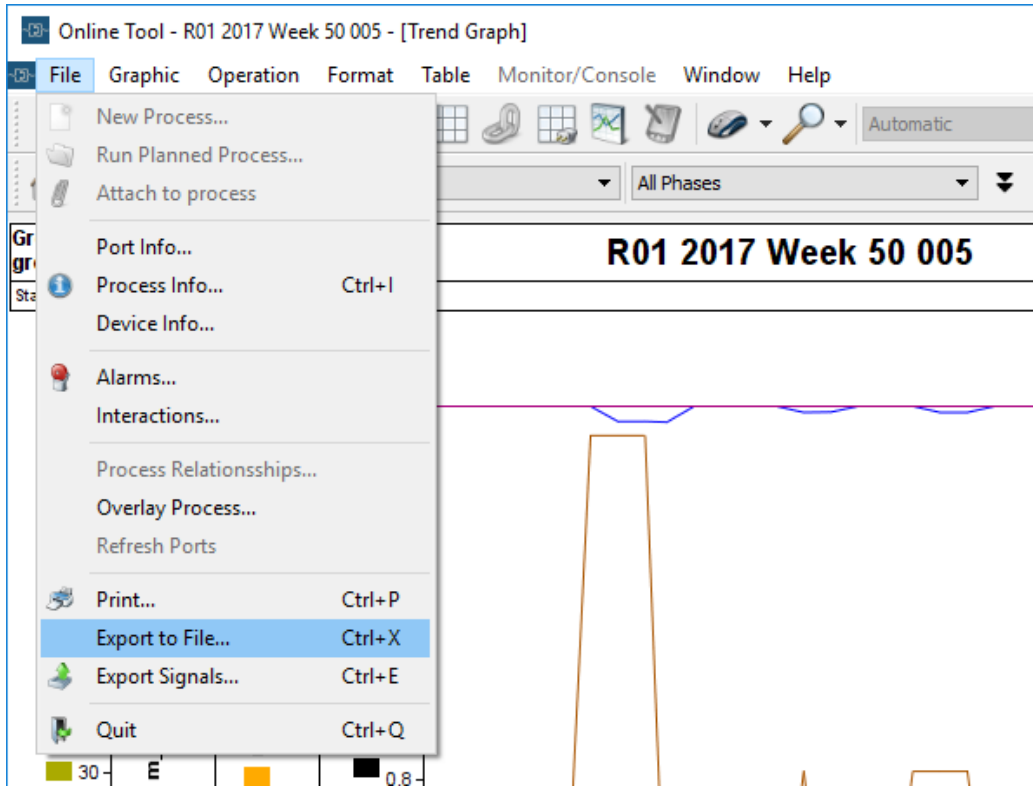 Online Tool - R01 2017 Week 50 005 - [Trend Graph]
File Graphic Operation Format Table Monitor/Console Window Help
New Process...
Automatic
Run Planned Process...
Attach to process
All Phases
Port Info...
R01 2017 Week 50 005
Process Info... Ctrl+I
Device Info...
Alarms...
Interactions...
Process Relationsships...
Overlay Process...
Refresh Ports
Print... Ctrl+P
Export to File... Ctrl+X
Export Signals... Ctrl+E
Quit Ctrl+Q
30
0.8